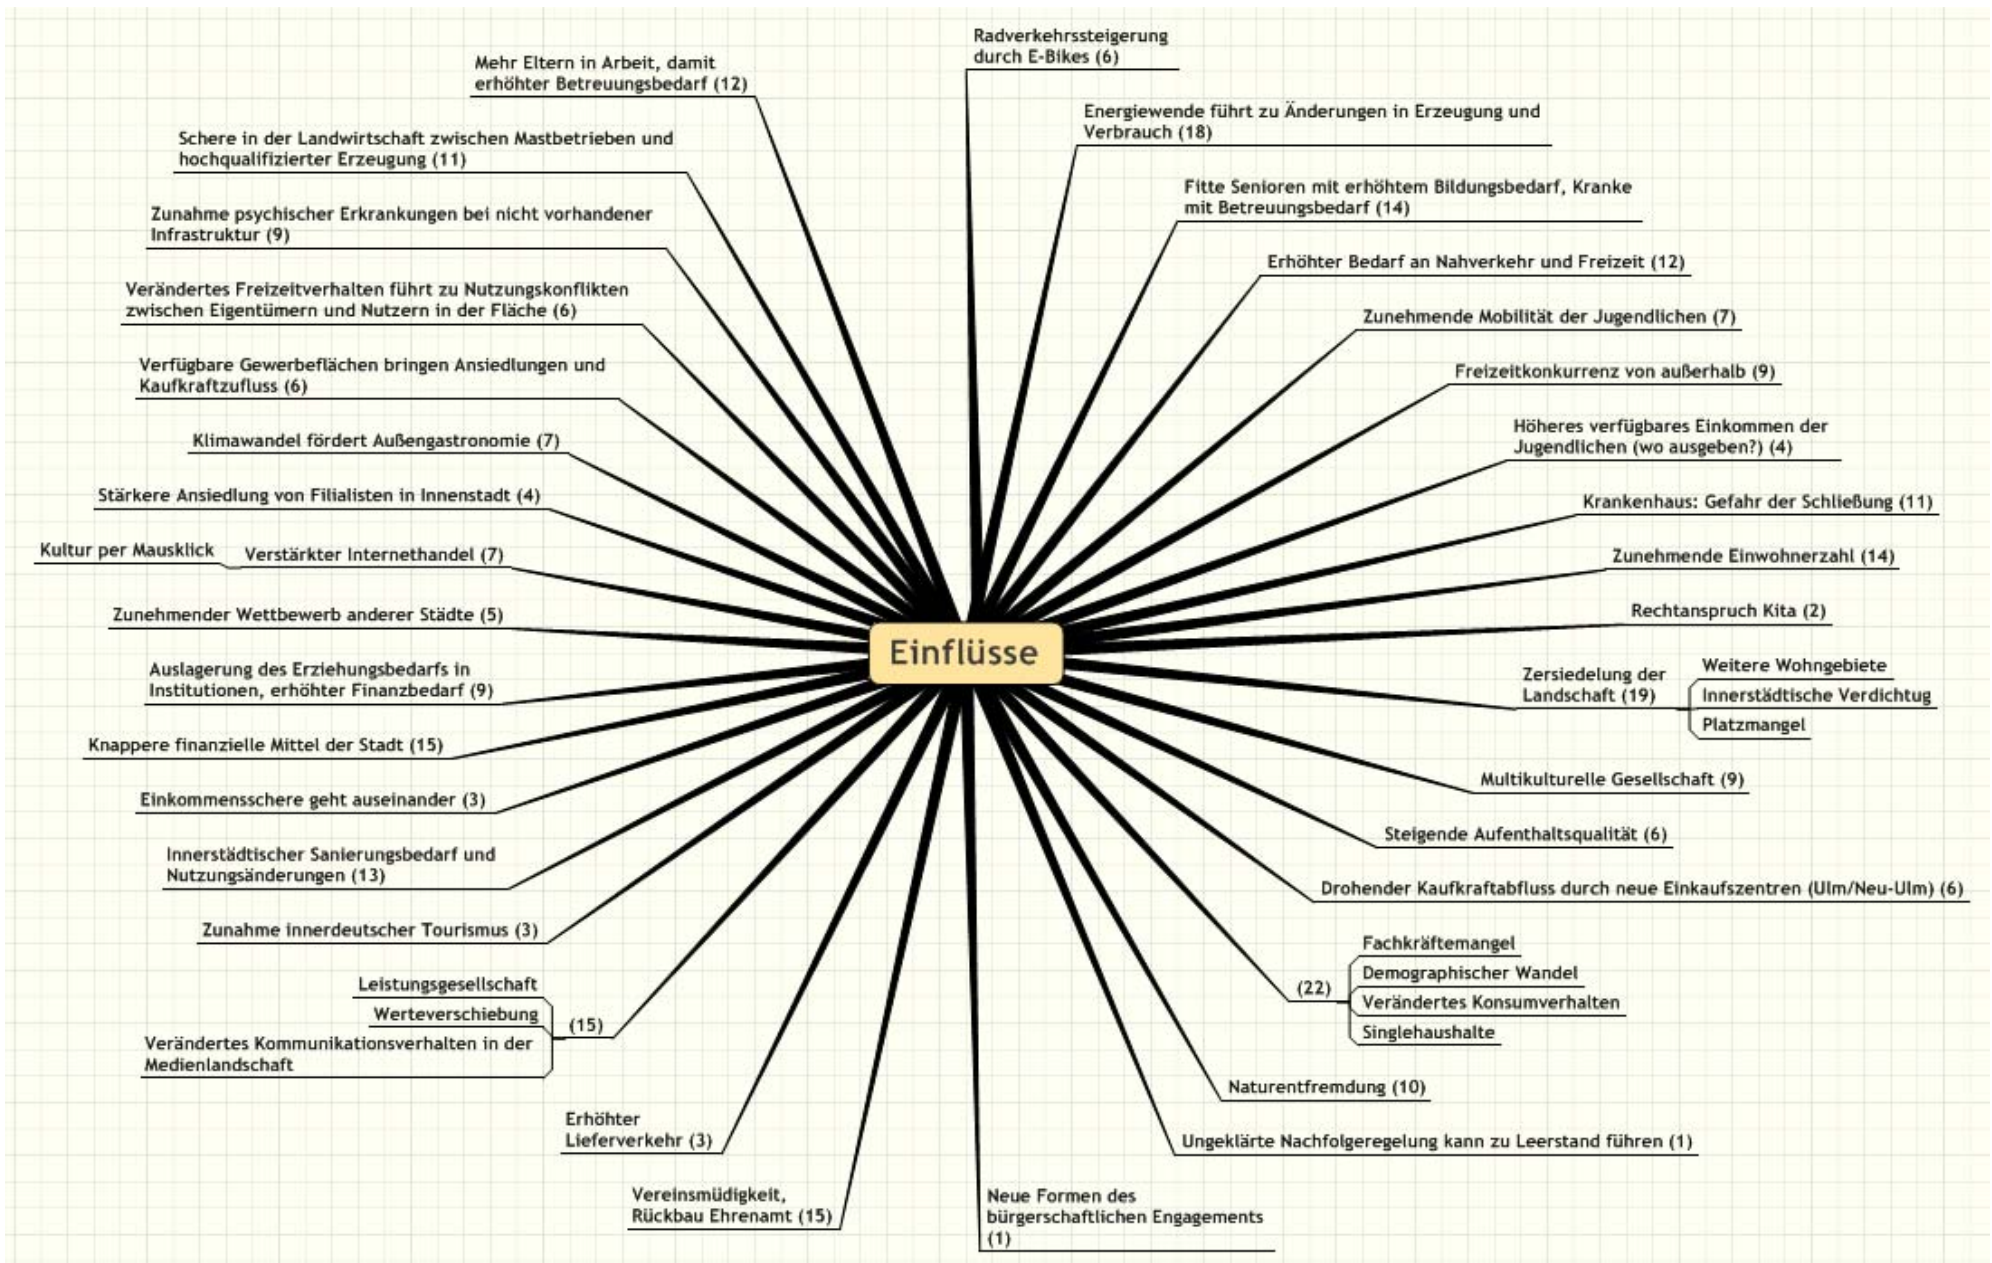 Radverkehrssteigerung
durch E-Bikes (6)
Energiewende führt zu Änderungen in Erzeugung und
Verbrauch (18)
Fitte Senioren mit erhöhtem Bildungsbedarf, Kranke
mit Betreuungsbedarf (14)
Erhöhter Bedarf an Nahverkehr und Freizeit (12)
Zunehmende Mobilität der Jugendlichen (7)
Freizeitkonkurrenz von außerhalb (9)
Höheres verfügbares Einkommen der
Jugendlichen (wo ausgeben?) (4)
Krankenhaus: Gefahr der Schließung (11)
Zunehmende Einwohnerzahl (14)
Rechtanspruch Kita (2)
Zersiedelung der
Landschaft (19)
Weitere Wohngebiete
Innerstädtische Verdichtug
Platzmangel
Multikulturelle Gesellschaft (9)
Steigende Aufenthaltsqualität (6)
Drohender Kaufkraftabfluss durch neue Einkaufszentren (Ulm/Neu-Ulm) (6)
(22)
Fachkräftemangel
Demographischer Wandel
Verändertes Konsumverhalten
Singlehaushalte
Naturentfremdung (10)
Ungeklärte Nachfolgeregelung kann zu Leerstand führen (1)
Neue Formen des
bürgerschaftlichen Engagements
(1)
Einflüsse
Mehr Eltern in Arbeit, damit
erhöhter Betreuungsbedarf (12)
Schere in der Landwirtschaft zwischen Mastbetrieben und
hochqualifizierter Erzeugung (11)
Zunahme psychischer Erkrankungen bei nicht vorhandener
Infrastruktur (9)
Verändertes Freizeitverhalten führt zu Nutzungskonflikten
zwischen Eigentümern und Nutzern in der Fläche (6)
Verfügbare Gewerbeflächen bringen Ansiedlungen und
Kaufkraftzufluss (6)
Klimawandel fördert Außengastronomie (7)
Stärkere Ansiedlung von Filialisten in Innenstadt (4)
Kultur per Mausklick
Verstärkter Internethandel (7)
Zunehmender Wettbewerb anderer Städte (5)
Auslagerung des Erziehungsbedarfs in
Institutionen, erhöhter Finanzbedarf (9)
Knappere finanzielle Mittel der Stadt (15)
Einkommensschere geht auseinander (3)
Innerstädtischer Sanierungsbedarf und
Nutzungsänderungen (13)
Zunahme innerdeutscher Tourismus (3)
Leistungsgesellschaft
Werteverschiebung
(15)
Verändertes Kommunikationsverhalten in der
Medienlandschaft
Erhöhter
Lieferverkehr (3)
Vereinsmüdigkeit,
Rückbau Ehrenamt (15)